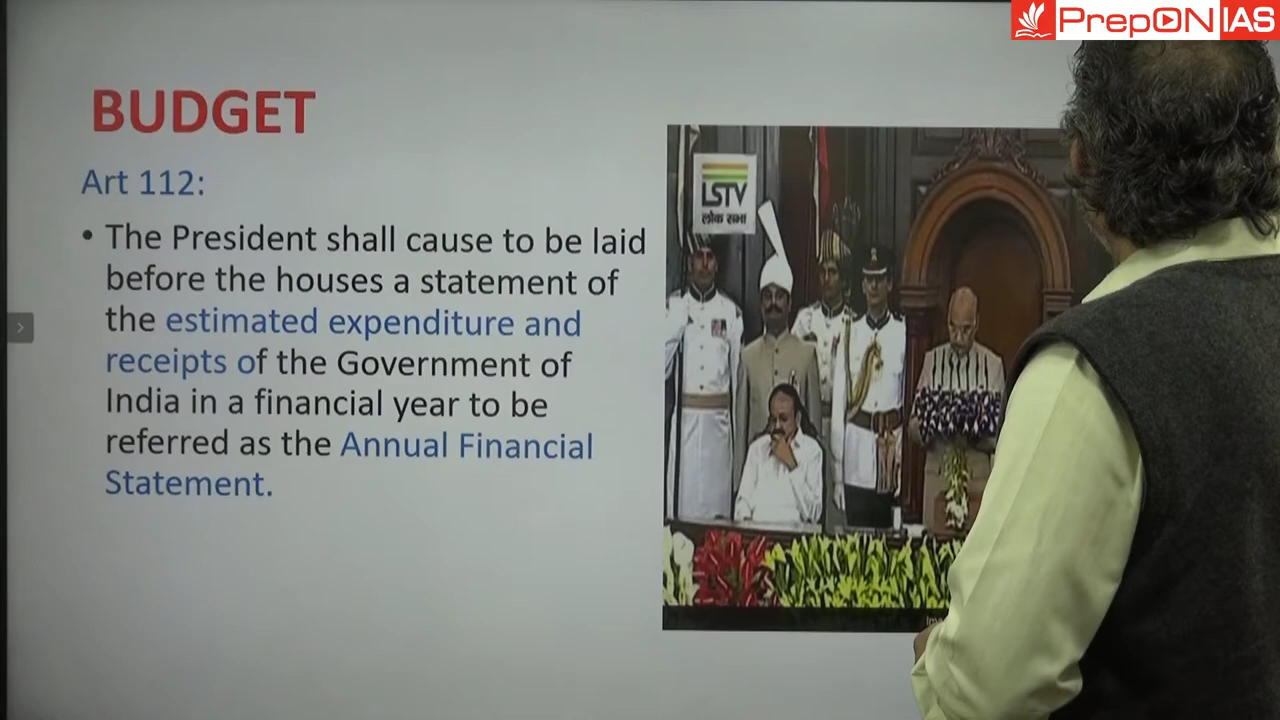 PrepON IAS
BUDGET
Art 112:
• The President shall cause to be laid
before the houses a statement of
the estimated expenditure and
receipts of the Government of
India in a financial year to be
referred as the Annual Financial
Statement.
LSTV
लोक सभा